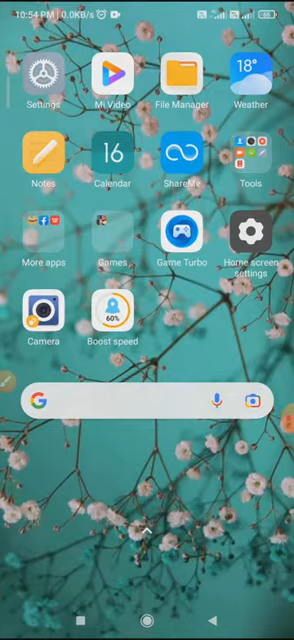 10:54 PM | 0.0KB/s
Settings
Mi Video
File Manager
18°
Weather
Notes
16
Calendar
ShareMe
Tools
More apps
Games
Game Turbo
Home screen
settings
Camera
60%
Boost speed